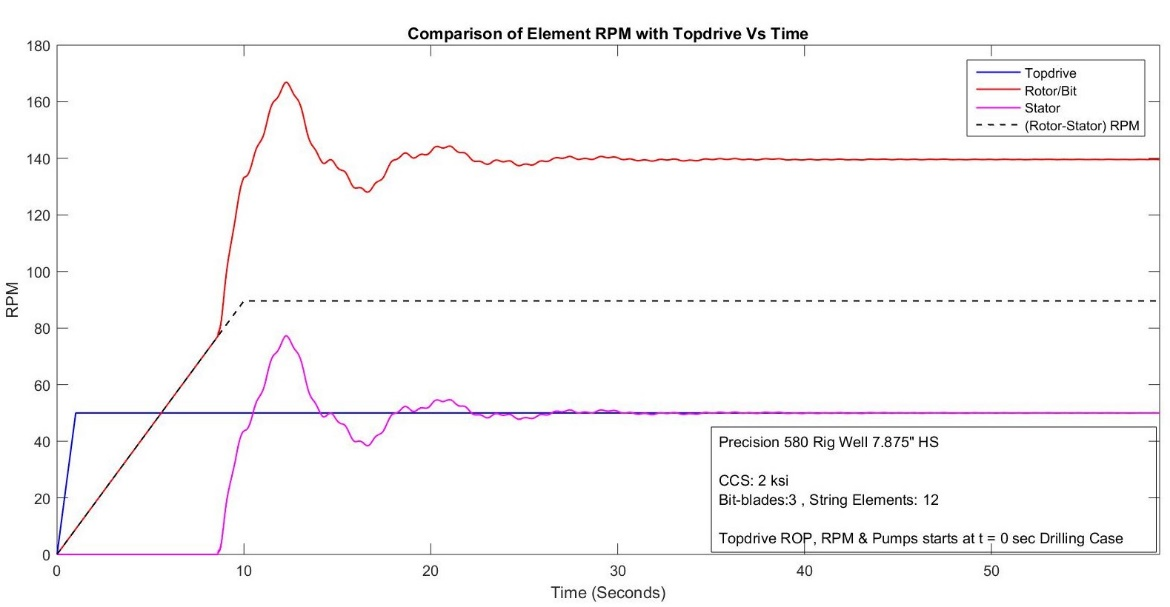 Comparison of Element RPM with Topdrive Vs Time
180
160
140
120
100
80
60
40
20
0
RPM
Topdrive
Rotor/Bit
Stator
(Rotor-Stator) RPM
Precision 580 Rig Well 7.875" HS
CCS: 2 ksi
Bit-blades:3 , String Elements: 12
Topdrive ROP, RPM & Pumps starts at t = 0 sec Drilling Case
0 10 20 30 40 50
Time (Seconds)